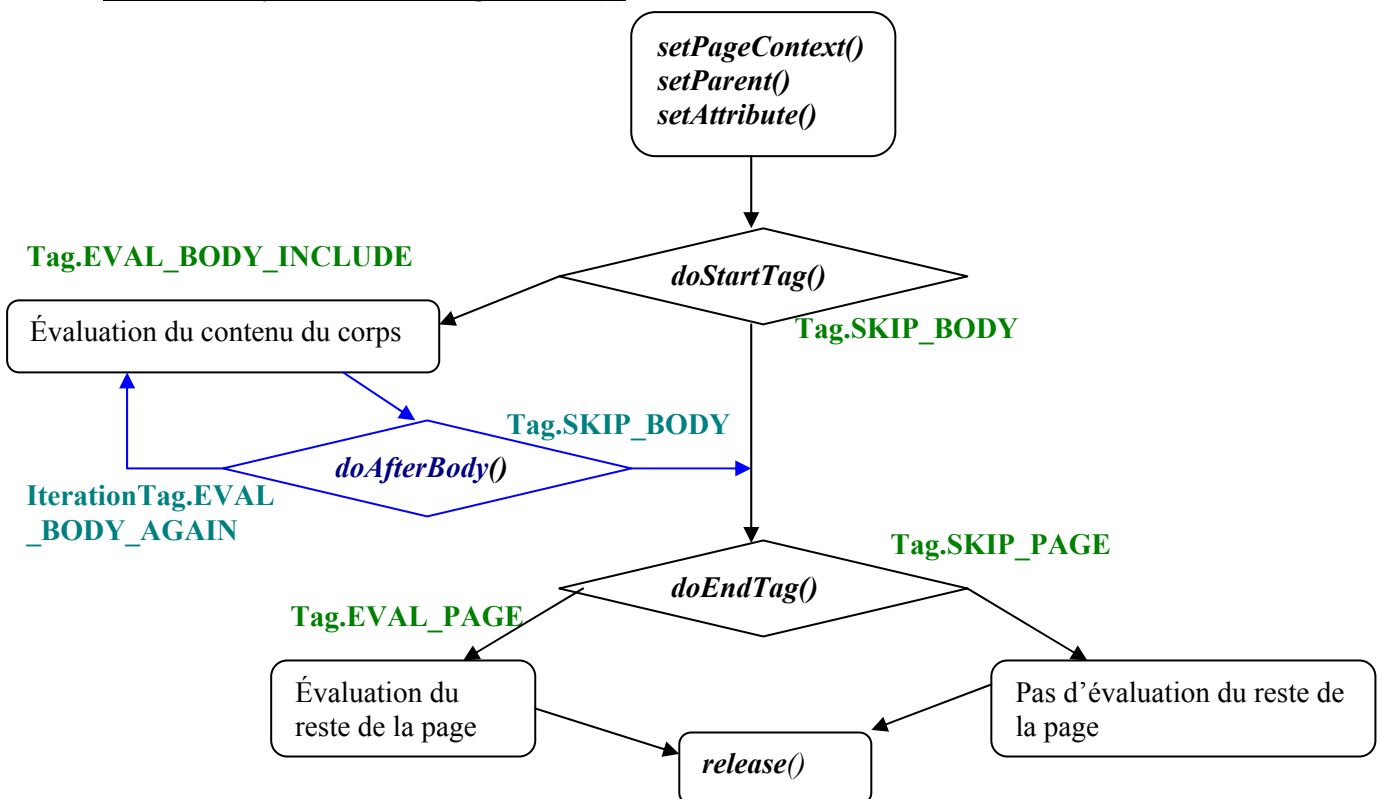 setPageContext()
setParent()
setAttribute()
Tag.EVAL_BODY_INCLUDE
doStartTag()
Tag.SKIP_BODY
Évaluation du contenu du corps
Tag.SKIP_BODY
doAfterBody()
IterationTag.EVAL
_BODY_AGAIN
Tag.SKIP_PAGE
doEndTag()
Tag.EVAL_PAGE
Évaluation du
reste de la page
Pas d’évaluation du reste de
la page
release()